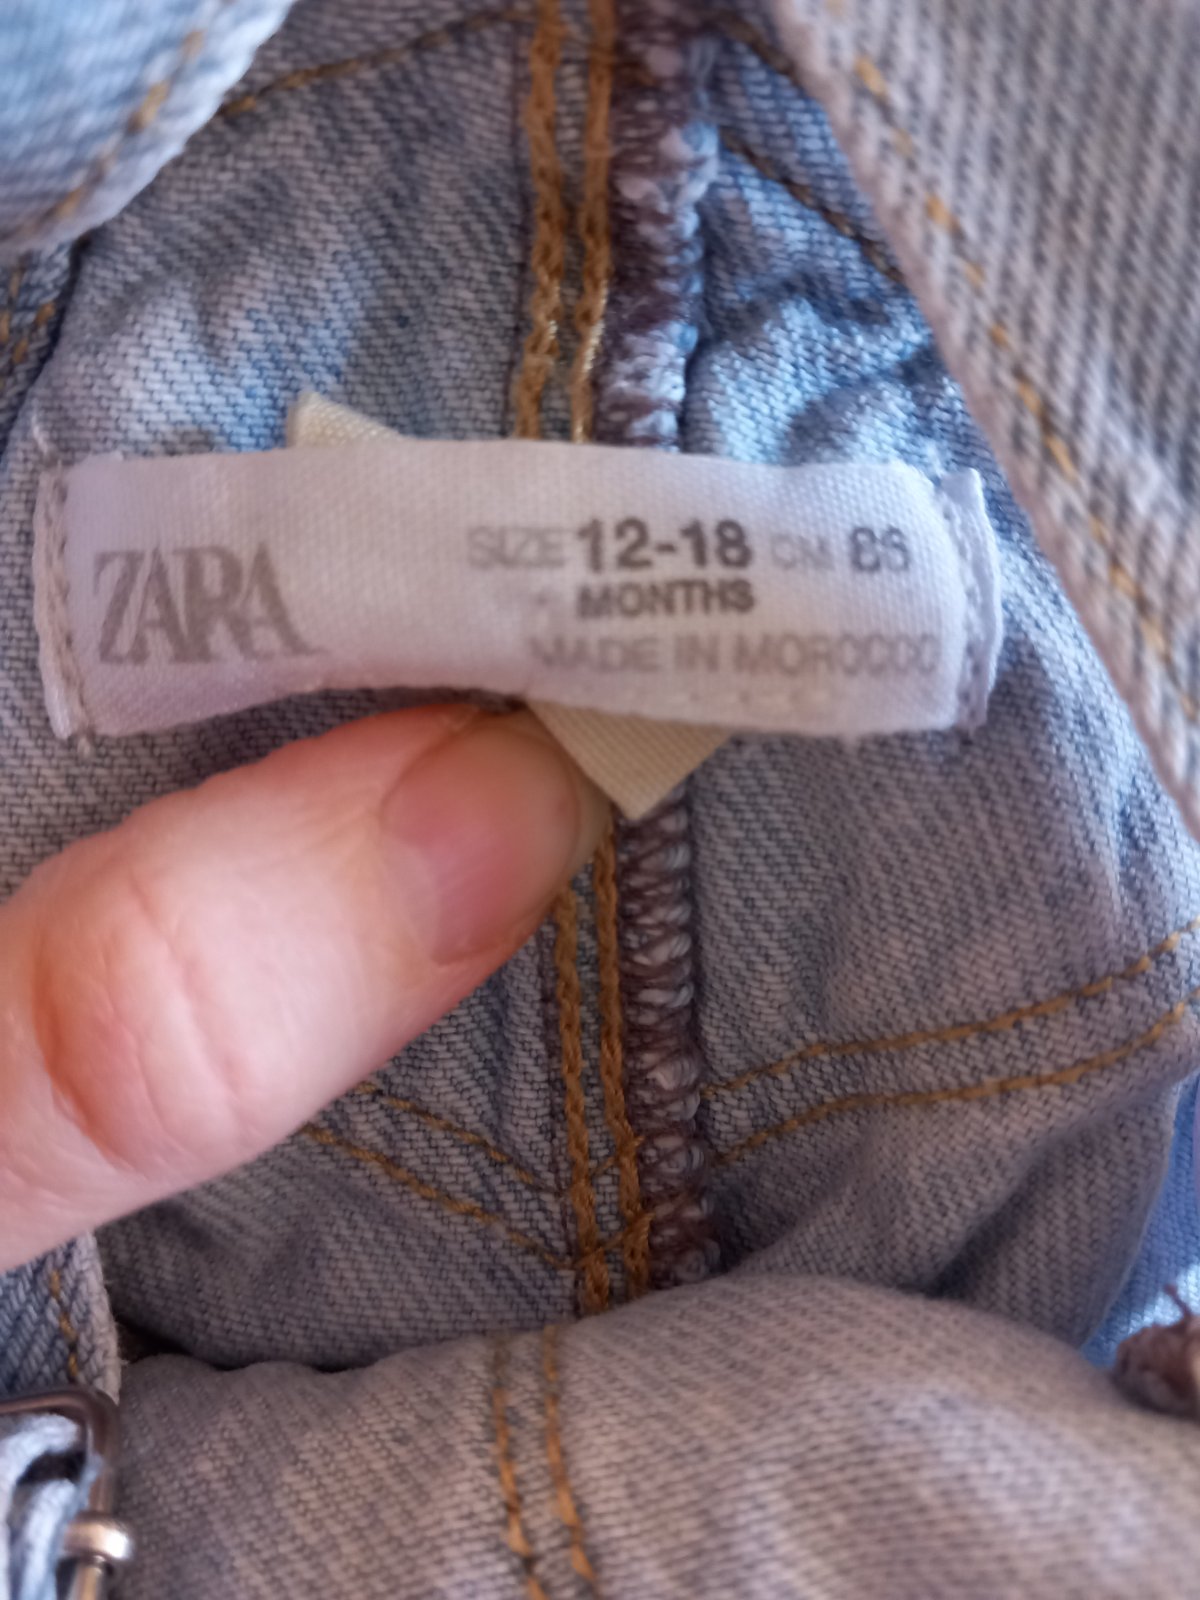 ZARA
SIZE 12-18 CM 86
MONTHS
MADE IN MOROCCO